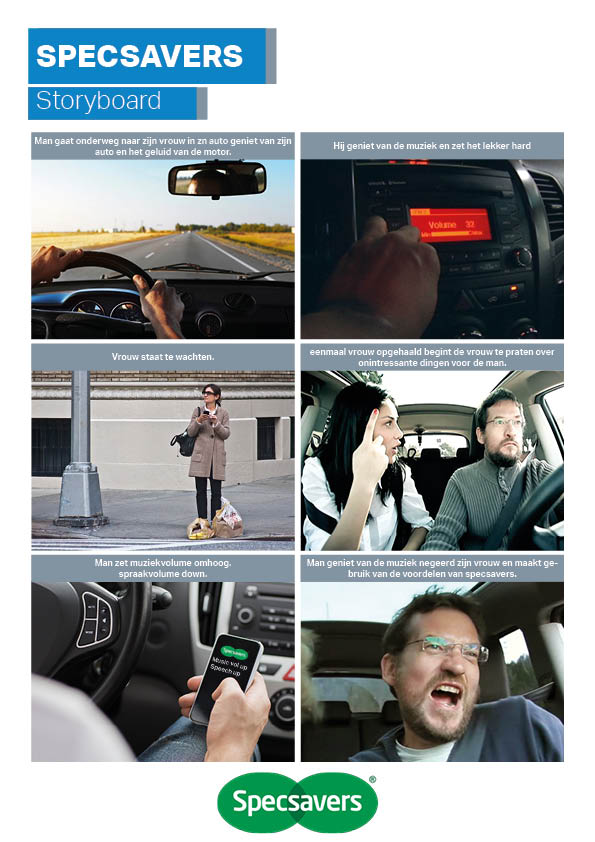 SPECSAVERS
Storyboard
Man gaat onderweg naar zijn vrouw in zn auto geniet van zijn
auto en het geluid van de motor.
Hij geniet van de muziek en zet het lekker hard
Volume 32
Min
Vrouw staat te wachten.
eenmaal vrouw opgehaald begint de vrouw te praten over
onintressante dingen voor de man.
Man zet muziekvolume omhoog.
spraakvolume down.
Man geniet van de muziek negeerd zijn vrouw en maakt ge-
bruik van de voordelen van specsavers.
AUTO
MODE
Specsavers
Music vol up
Speech up
Specsavers®